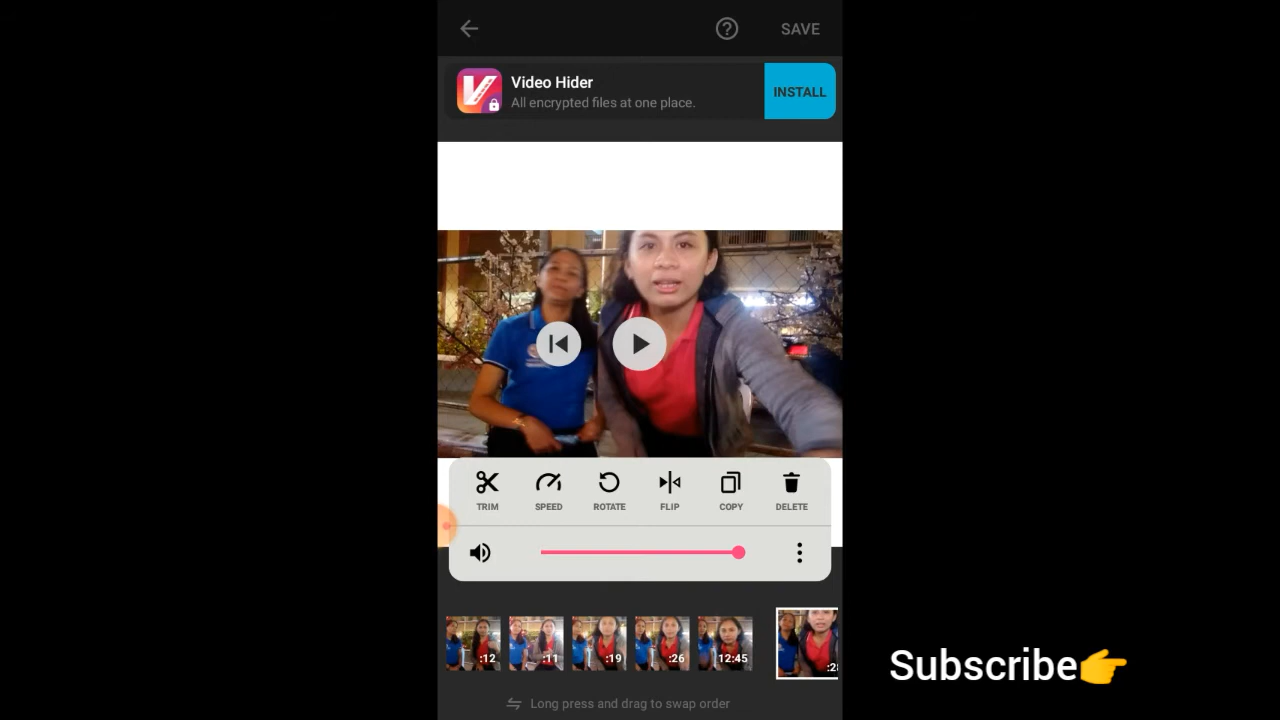 SAVE
Video Hider
All encrypted files at one place.
INSTALL
TRIM SPEED ROTATE FLIP COPY DELETE
:12 :11 :19 :26 12:45
Subscribe👉
Long press and drag to swap order